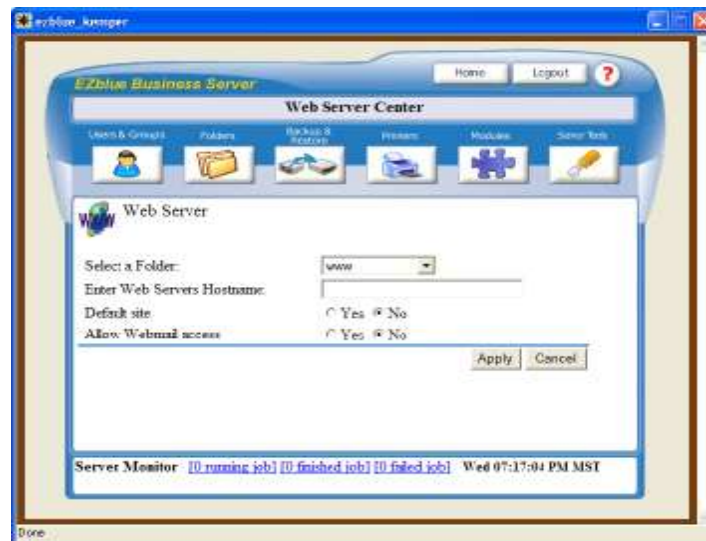 ezblue_kemper
Home Logout ?
EZblue Business Server
Web Server Center
Users & Groups Folders Backup & Restore Printers Modules Server Tools
WWW Web Server
Select a Folder: www
Enter Web Servers Hostname:
Default site Yes No
Allow Webmail access Yes No
Apply Cancel
Server Monitor [0 running job] [0 finished job] [0 failed job] Wed 07:17:04 PM MST
Done